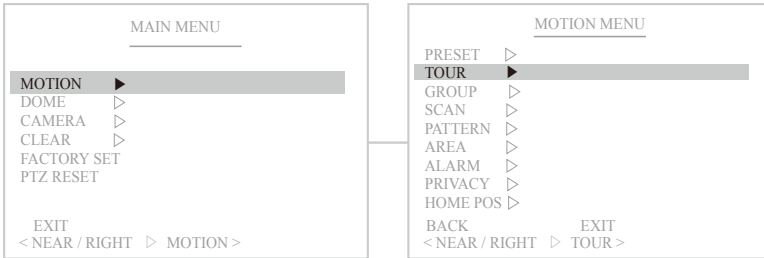 MAIN MENU
MOTION ▶
DOME ▷
CAMERA ▷
CLEAR ▷
FACTORY SET
PTZ RESET
EXIT
< NEAR / RIGHT ▷ MOTION >
MOTION MENU
PRESET ▷
TOUR ▶
GROUP ▷
SCAN ▷
PATTERN ▷
AREA ▷
ALARM ▷
PRIVACY ▷
HOME POS ▷
BACK EXIT
< NEAR / RIGHT ▷ TOUR >